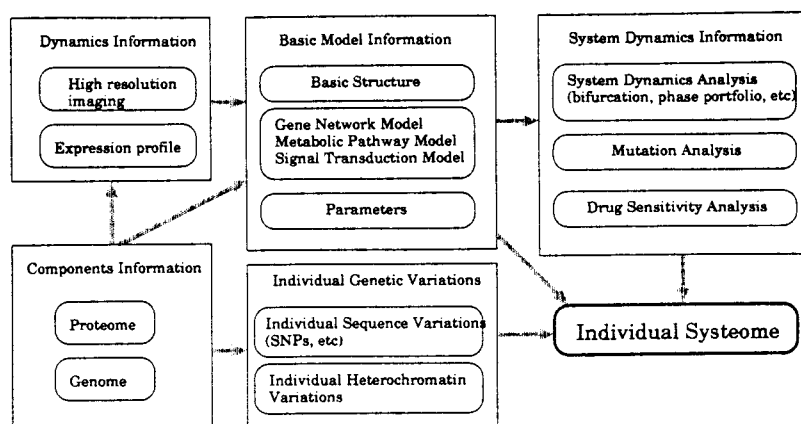 Dynamics Information
High resolution
imaging
Expression profile
Basic Model Information
Basic Structure
Gene Network Model
Metabolic Pathway Model
Signal Transduction Model
Parameters
System Dynamics Information
System Dynamics Analysis
(bifurcation, phase portfolio, etc)
Mutation Analysis
Drug Sensitivity Analysis
Components Information
Proteome
Genome
Individual Genetic Variations
Individual Sequence Variations
(SNPs, etc)
Individual Heterochromatin
Variations
Individual Systeome